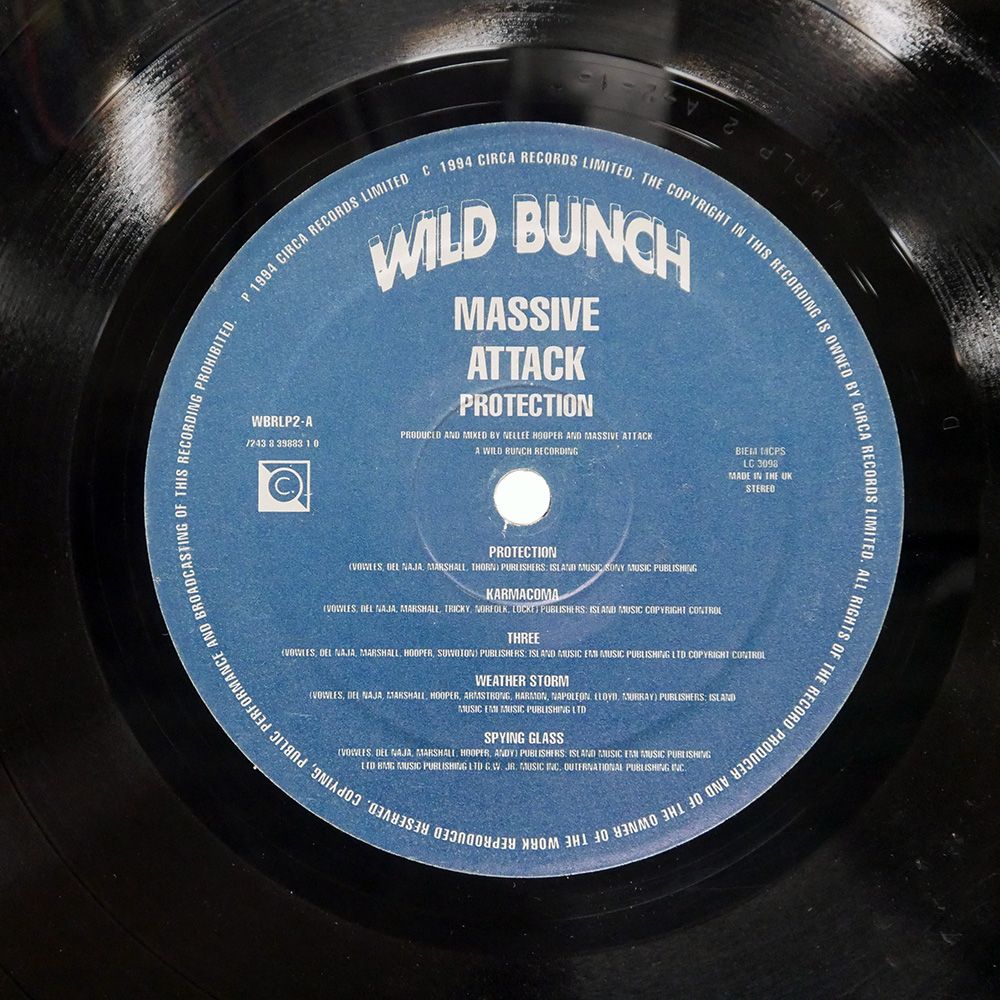 WBRLP 2 A
P 1994 CIRCA RECORDS LIMITED C 1994 CIRCA RECORDS LIMITED. THE COPYRIGHT IN THIS RECORDING IS OWNED BY CIRCA RECORDS LIMITED. ALL RIGHTS OF THE RECORD PRODUCER AND OF THE OWNER OF THE WORK REPRODUCED RESERVED. COPYING, PUBLIC PERFORMANCE AND BROADCASTING OF THIS RECORDING PROHIBITED.
WILD BUNCH
MASSIVE
ATTACK
PROTECTION
PRODUCED AND MIXED BY NELLEE HOOPER AND MASSIVE ATTACK
A WILD BUNCH RECORDING
WBRLP2-A
7243 8 39883 1 0
C.
BIEM MCPS
LC 3098
MADE IN THE UK
STEREO
PROTECTION
(VOWLES, DEL NAJA, MARSHALL, THORN) PUBLISHERS: ISLAND MUSIC SONY MUSIC PUBLISHING
KARMACOMA
(VOWLES, DEL NAJA, MARSHALL, TRICKY, NORFOLK, LOCKE) PUBLISHERS: ISLAND MUSIC COPYRIGHT CONTROL
THREE
(VOWLES, DEL NAJA, MARSHALL, HOOPER, SUWOTON) PUBLISHERS: ISLAND MUSIC EMI MUSIC PUBLISHING LTD COPYRIGHT CONTROL
WEATHER STORM
(VOWLES, DEL NAJA, MARSHALL, HOOPER, ARMSTRONG, HARMON, NAPOLEON, LLOYD, MURRAY) PUBLISHERS: ISLAND
MUSIC EMI MUSIC PUBLISHING LTD
SPYING GLASS
(VOWLES, DEL NAJA, MARSHALL, HOOPER, ANDY) PUBLISHERS: ISLAND MUSIC EMI MUSIC PUBLISHING
LTD BMG MUSIC PUBLISHING LTD G.W. JR. MUSIC INC. OUTERNATIONAL PUBLISHING INC.